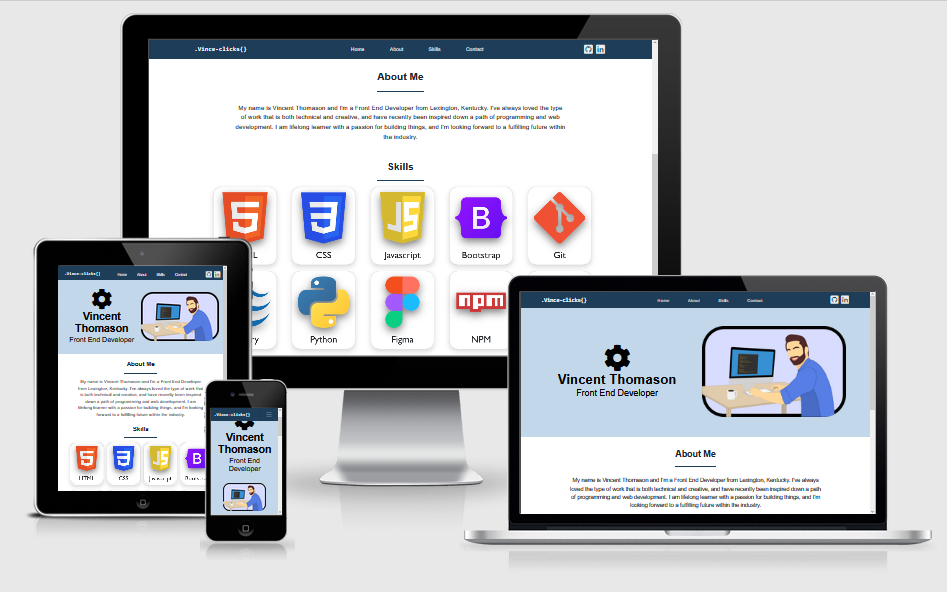 .Vince-clicks{}
Home About Skills Contact
About Me
My name is Vincent Thomason and I'm a Front End Developer from Lexington, Kentucky. I've always loved the type
of work that is both technical and creative, and have recently been inspired down a path of programming and web
development. I am lifelong learner with a passion for building things, and I'm looking forward to a fulfilling future within
the industry.
Skills
CSS
Javascript
Bootstrap
Git
Python
Figma
npm
NPM
.Vince-clicks{}
Home About Skills Contact
Vincent
Thomason
Front End Developer
About Me
My name is Vincent Thomason and I'm a Front End Developer
from Lexington, Kentucky. I've always loved the type of work that
is both technical and creative, and have recently been inspired
down a path of programming and web development. I am
lifelong learner with a passion for building things, and I'm looking
forward to a fulfilling future within the industry.
Skills
HTML
CSS
Javascript
.Vince-clicks{}
Vincent
Thomason
Front End
Developer
.Vince-clicks{}
Home About Skills Contact
in
Vincent Thomason
Front End Developer
About Me
My name is Vincent Thomason and I'm a Front End Developer from Lexington, Kentucky. I've always
loved the type of work that is both technical and creative, and have recently been inspired down a path
of programming and web development. I am lifelong learner with a passion for building things, and I'm
looking forward to a fulfilling future within the industry.